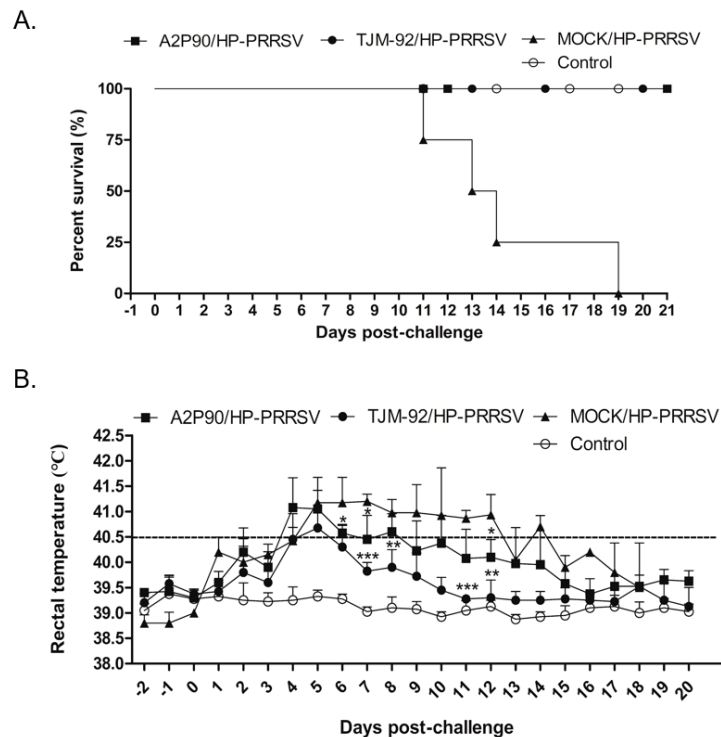 A.
A2P90/HP-PRRSV TJM-92/HP-PRRSV MOCK/HP-PRRSV
Control
Percent survival (%)
100
75
50
25
0
-1 0 1 2 3 4 5 6 7 8 9 10 11 12 13 14 15 16 17 18 19 20 21
Days post-challenge
B.
A2P90/HP-PRRSV TJM-92/HP-PRRSV MOCK/HP-PRRSV
Control
Rectal temperature (°C)
42.5
42.0
41.5
41.0
40.5
40.0
39.5
39.0
38.5
38.0
* * *
*** ** *** **
-2 -1 0 1 2 3 4 5 6 7 8 9 10 11 12 13 14 15 16 17 18 19 20
Days post-challenge